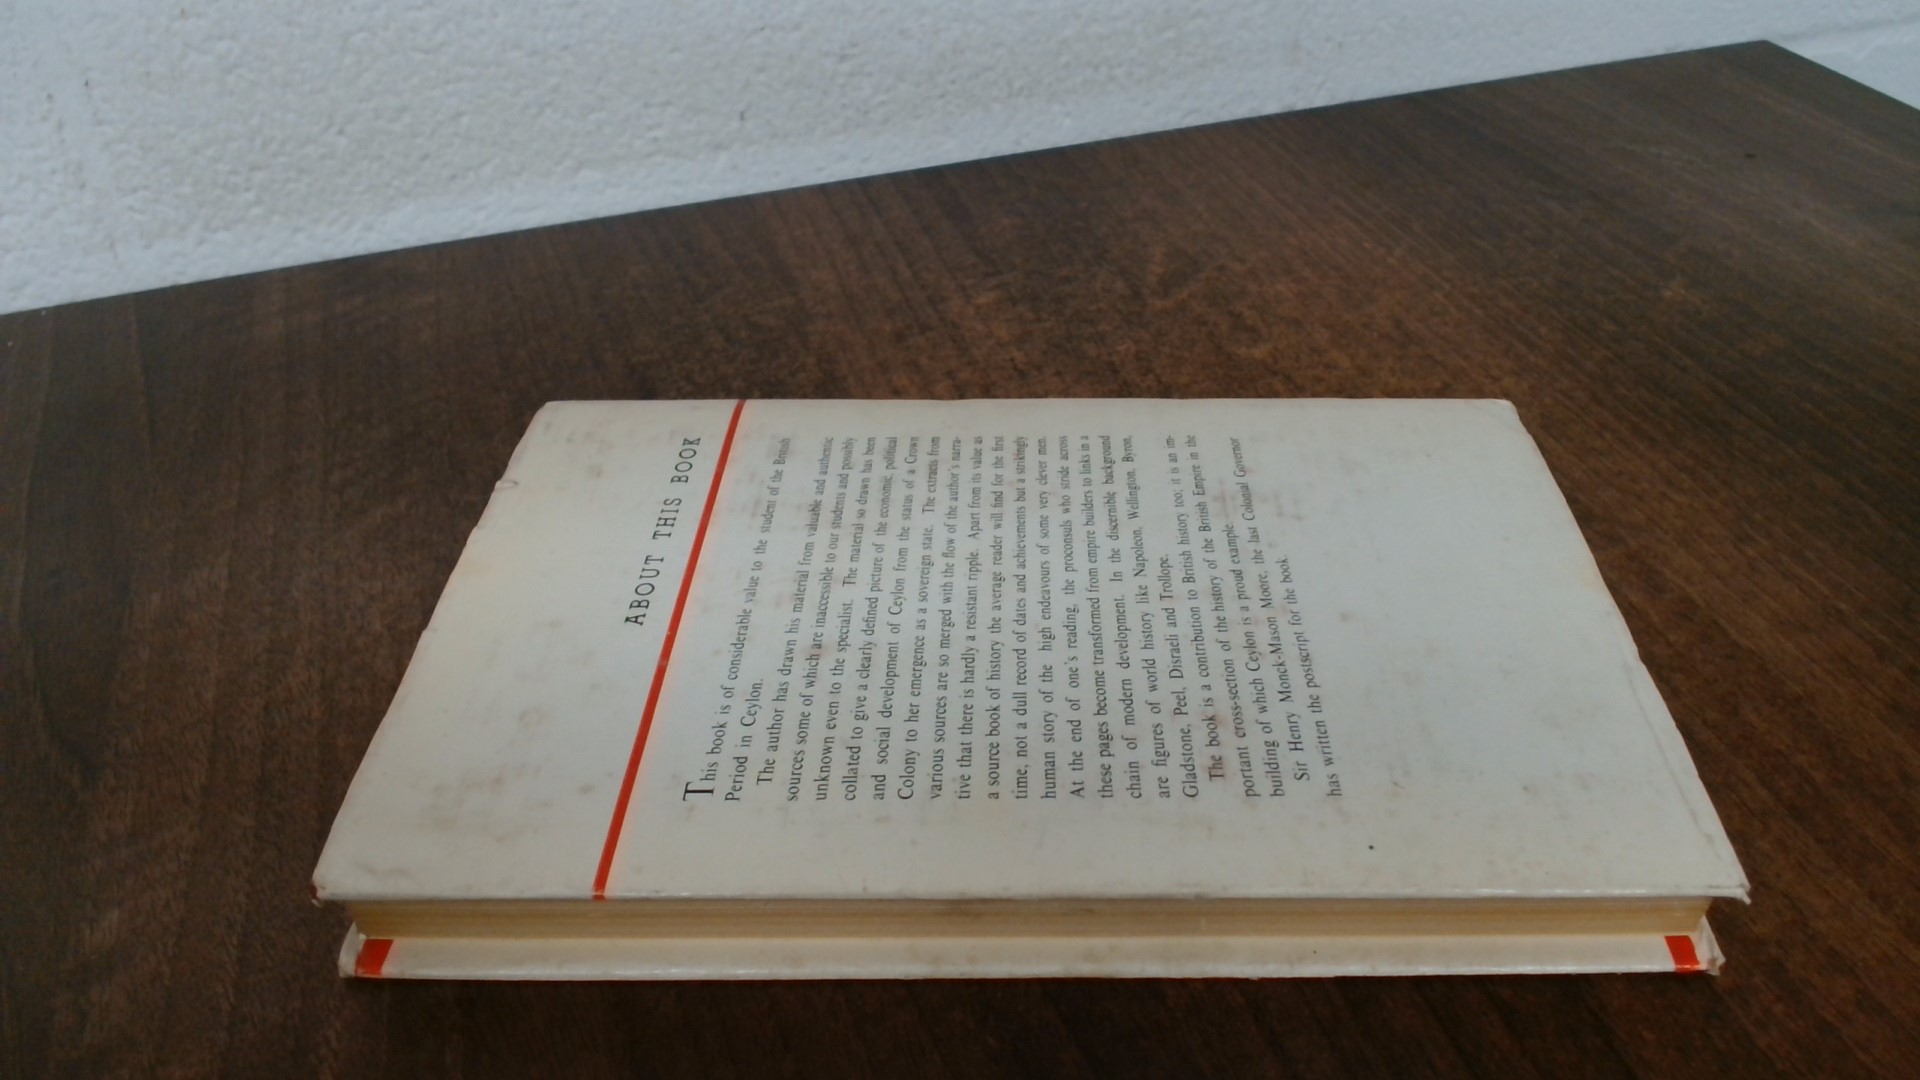 ABOUT THIS BOOK
This book is of considerable value to the student of the British
Period in Ceylon.
The author has drawn his material from valuable and authentic
sources some of which are inaccessible to our students and possibly
unknown even to the specialist. The material so drawn has been
collated to give a clearly defined picture of the economic, political
and social development of Ceylon from the status of a Crown
Colony to her emergence as a sovereign state. The extracts from
various sources are so merged with the flow of the author's narra-
tive that there is hardly a resistant ripple. Apart from its value as
a source book of history the average reader will find for the first
time, not a dull record of dates and achievements but a strikingly
human story of the high endeavours of some very clever men.
At the end of one's reading, the proconsuls who stride across
these pages become transformed from empire builders to links in a
chain of modern development. In the discernible background
are figures of world history like Napoleon, Wellington, Byron,
Gladstone, Peel, Disraeli and Trollope.
The book is a contribution to British history too; it is an im-
portant cross-section of the history of the British Empire in the
building of which Ceylon is a proud example.
Sir Henry Monck-Mason Moore, the last Colonial Governor
has written the postscript for the book.